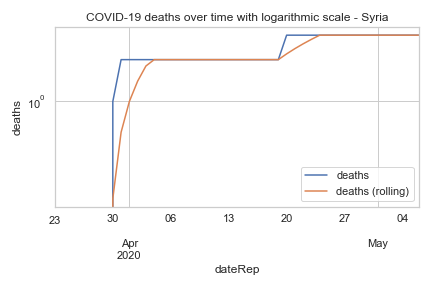 COVID-19 deaths over time with logarithmic scale - Syria
deaths
10⁰
deaths
deaths (rolling)
23 30 06 13 20 27 04
Apr May
2020
dateRep